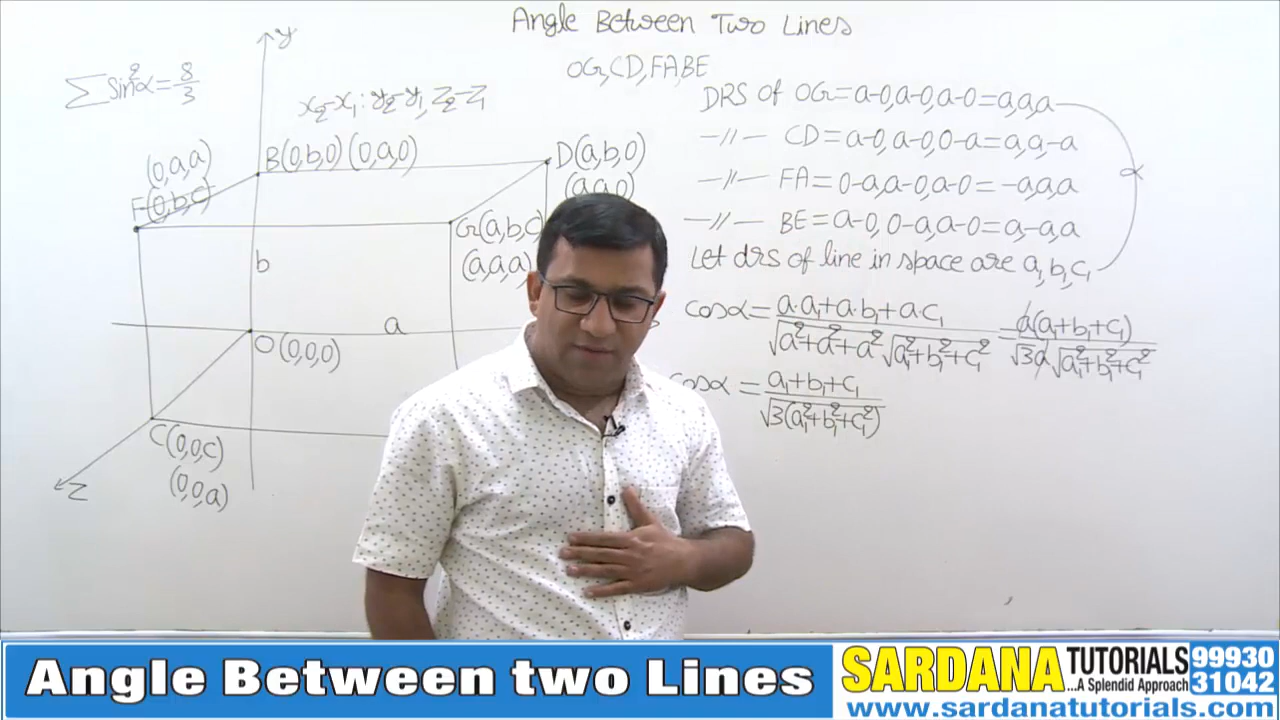 Angle Between Two Lines
OG, CD, FA, BE
y
∑ Sin²α = 8/3
x₂-x₁ : y₂-y₁, z₂-z₁
DRS of OG = a-0, a-0, a-0 = a, a, a
-//- CD = a-0, a-0, 0-a = a, a, -a
-//- FA = 0-a, a-0, a-0 = -a, a, a
-//- BE = a-0, 0-a, a-0 = a, -a, a
α
Let drs of line in space are a₁, b₁, c₁
cosα = a·a₁+a·b₁+a·c₁ / √a²+a²+a² √a₁²+b₁²+c₁² = a(a₁+b₁+c₁) / √3a √a₁²+b₁²+c₁²
cosα = a₁+b₁+c₁ / √3(a₁²+b₁²+c₁²)
(0,a,a)
B(0,b,0) (0,a,0)
D(a,b,0)
(a,a,0)
F(0,b,c)
G(a,b,c)
(a,a,a)
b
a
O(0,0,0)
C(0,0,c)
(0,0,a)
z
Angle Between two Lines
SARDANA TUTORIALS
...A Splendid Approach
99930
31042
www.sardanatutorials.com